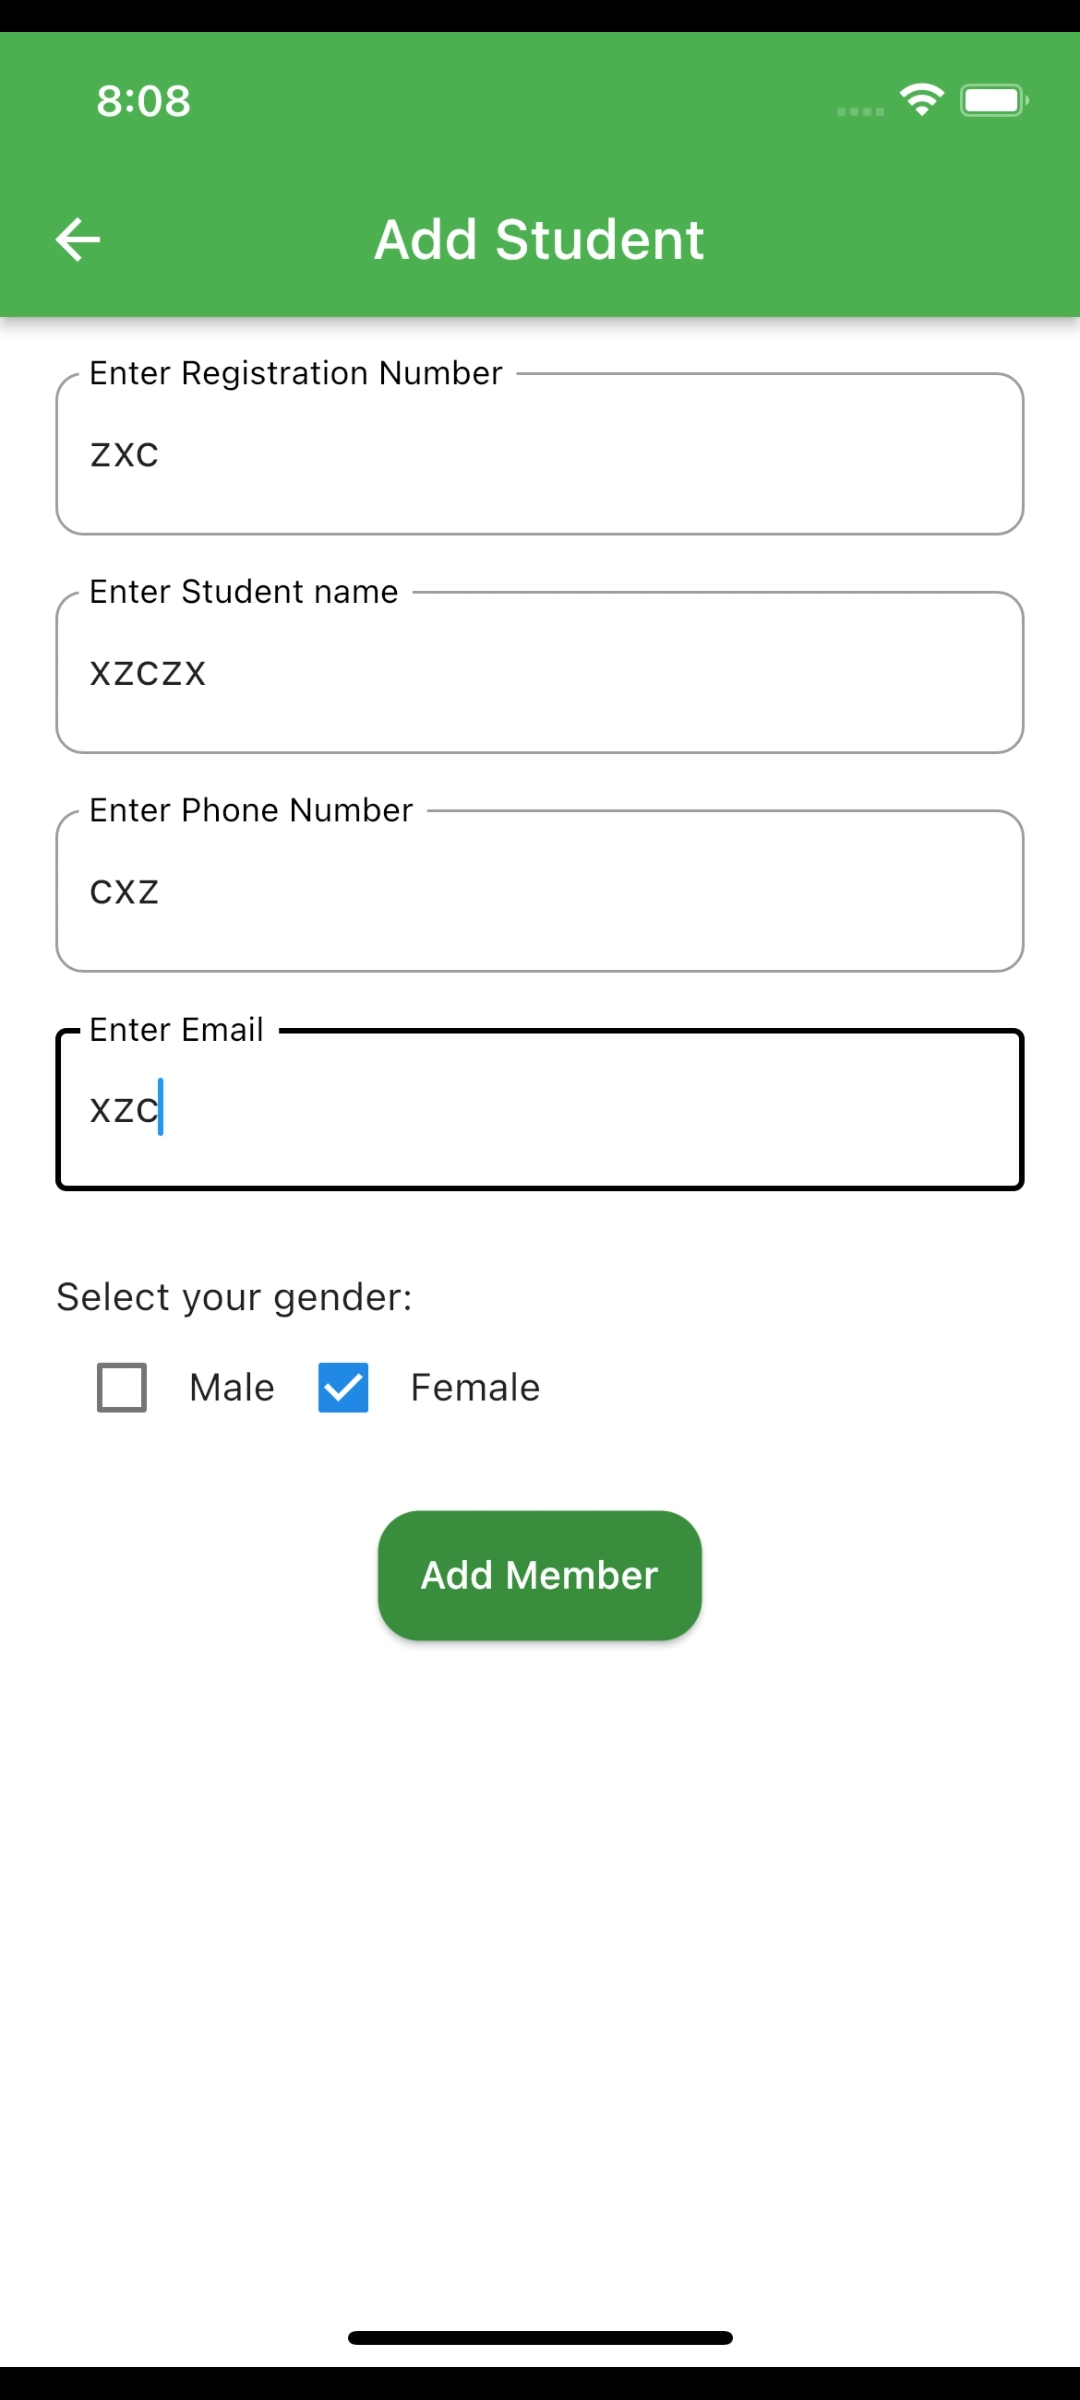 8:08
Add Student
Enter Registration Number
zxc
Enter Student name
xzczx
Enter Phone Number
cxz
Enter Email
xzc
Select your gender:
Male Female
Add Member